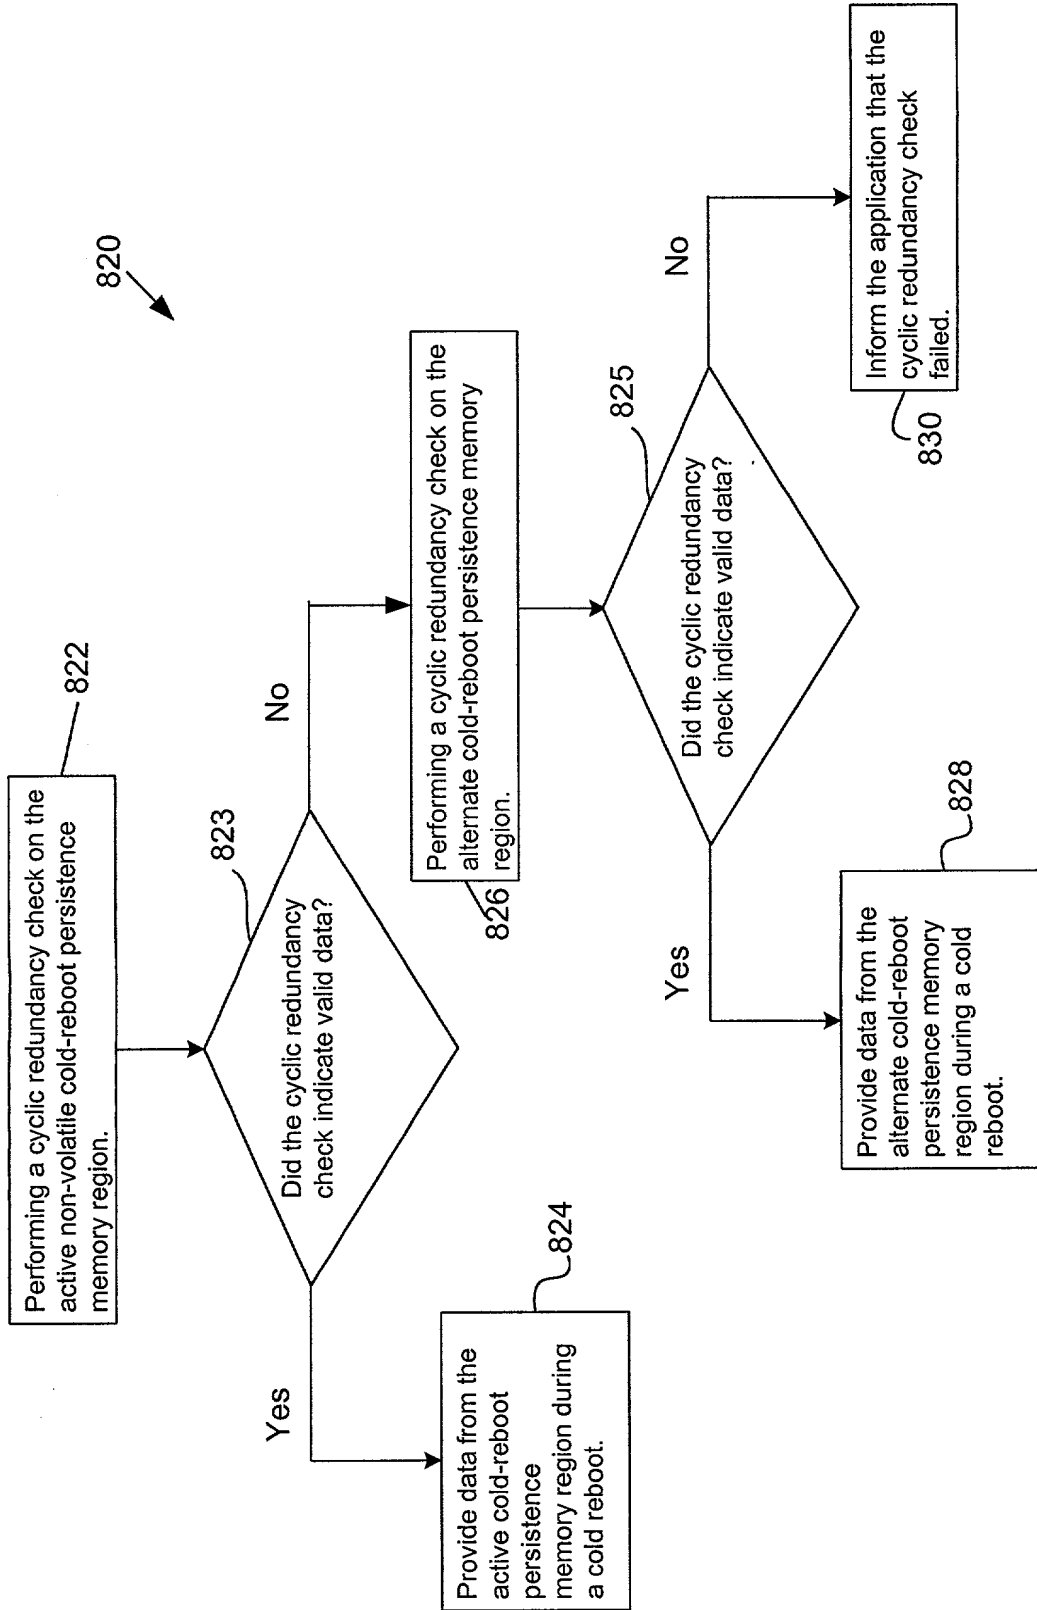 820
Performing a cyclic redundancy check on the
active non-volatile cold-reboot persistence
memory region.
822
Did the cyclic redundancy
check indicate valid data?
823
Yes
No
Provide data from the
active cold-reboot
persistence
memory region during
a cold reboot.
824
Performing a cyclic redundancy check on the
alternate cold-reboot persistence memory
region.
826
Did the cyclic redundancy
check indicate valid data?
825
Yes
No
Provide data from the
alternate cold-reboot
persistence memory
region during a cold
reboot.
828
Inform the application that the
cyclic redundancy check
failed.
830